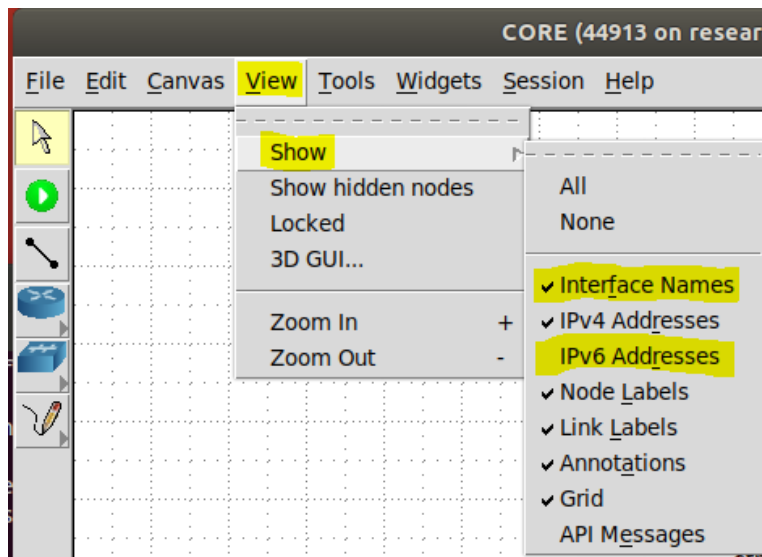 CORE (44913 on resear
File Edit Canvas View Tools Widgets Session Help
Show
Show hidden nodes
Locked
3D GUI...
Zoom In +
Zoom Out -
All
None
Interface Names
IPv4 Addresses
IPv6 Addresses
Node Labels
Link Labels
Annotations
Grid
API Messages